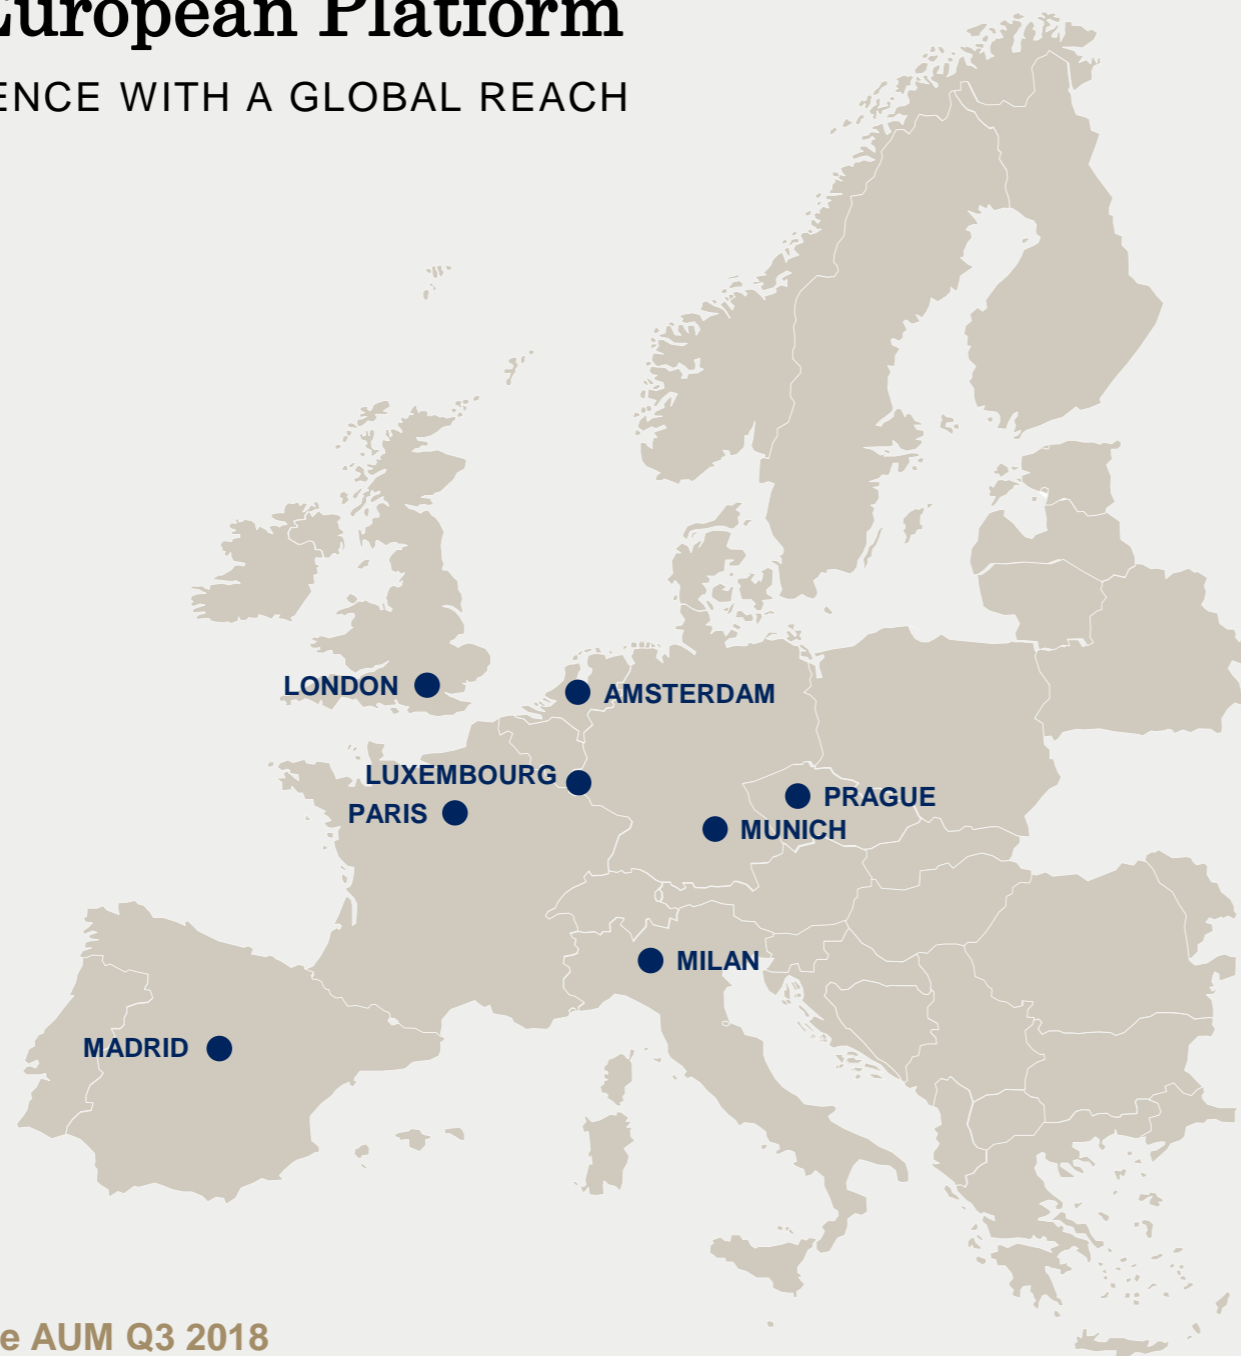 European Platform
ENCE WITH A GLOBAL REACH
LONDON
AMSTERDAM
LUXEMBOURG
PARIS
PRAGUE
MUNICH
MILAN
MADRID
e AUM Q3 2018